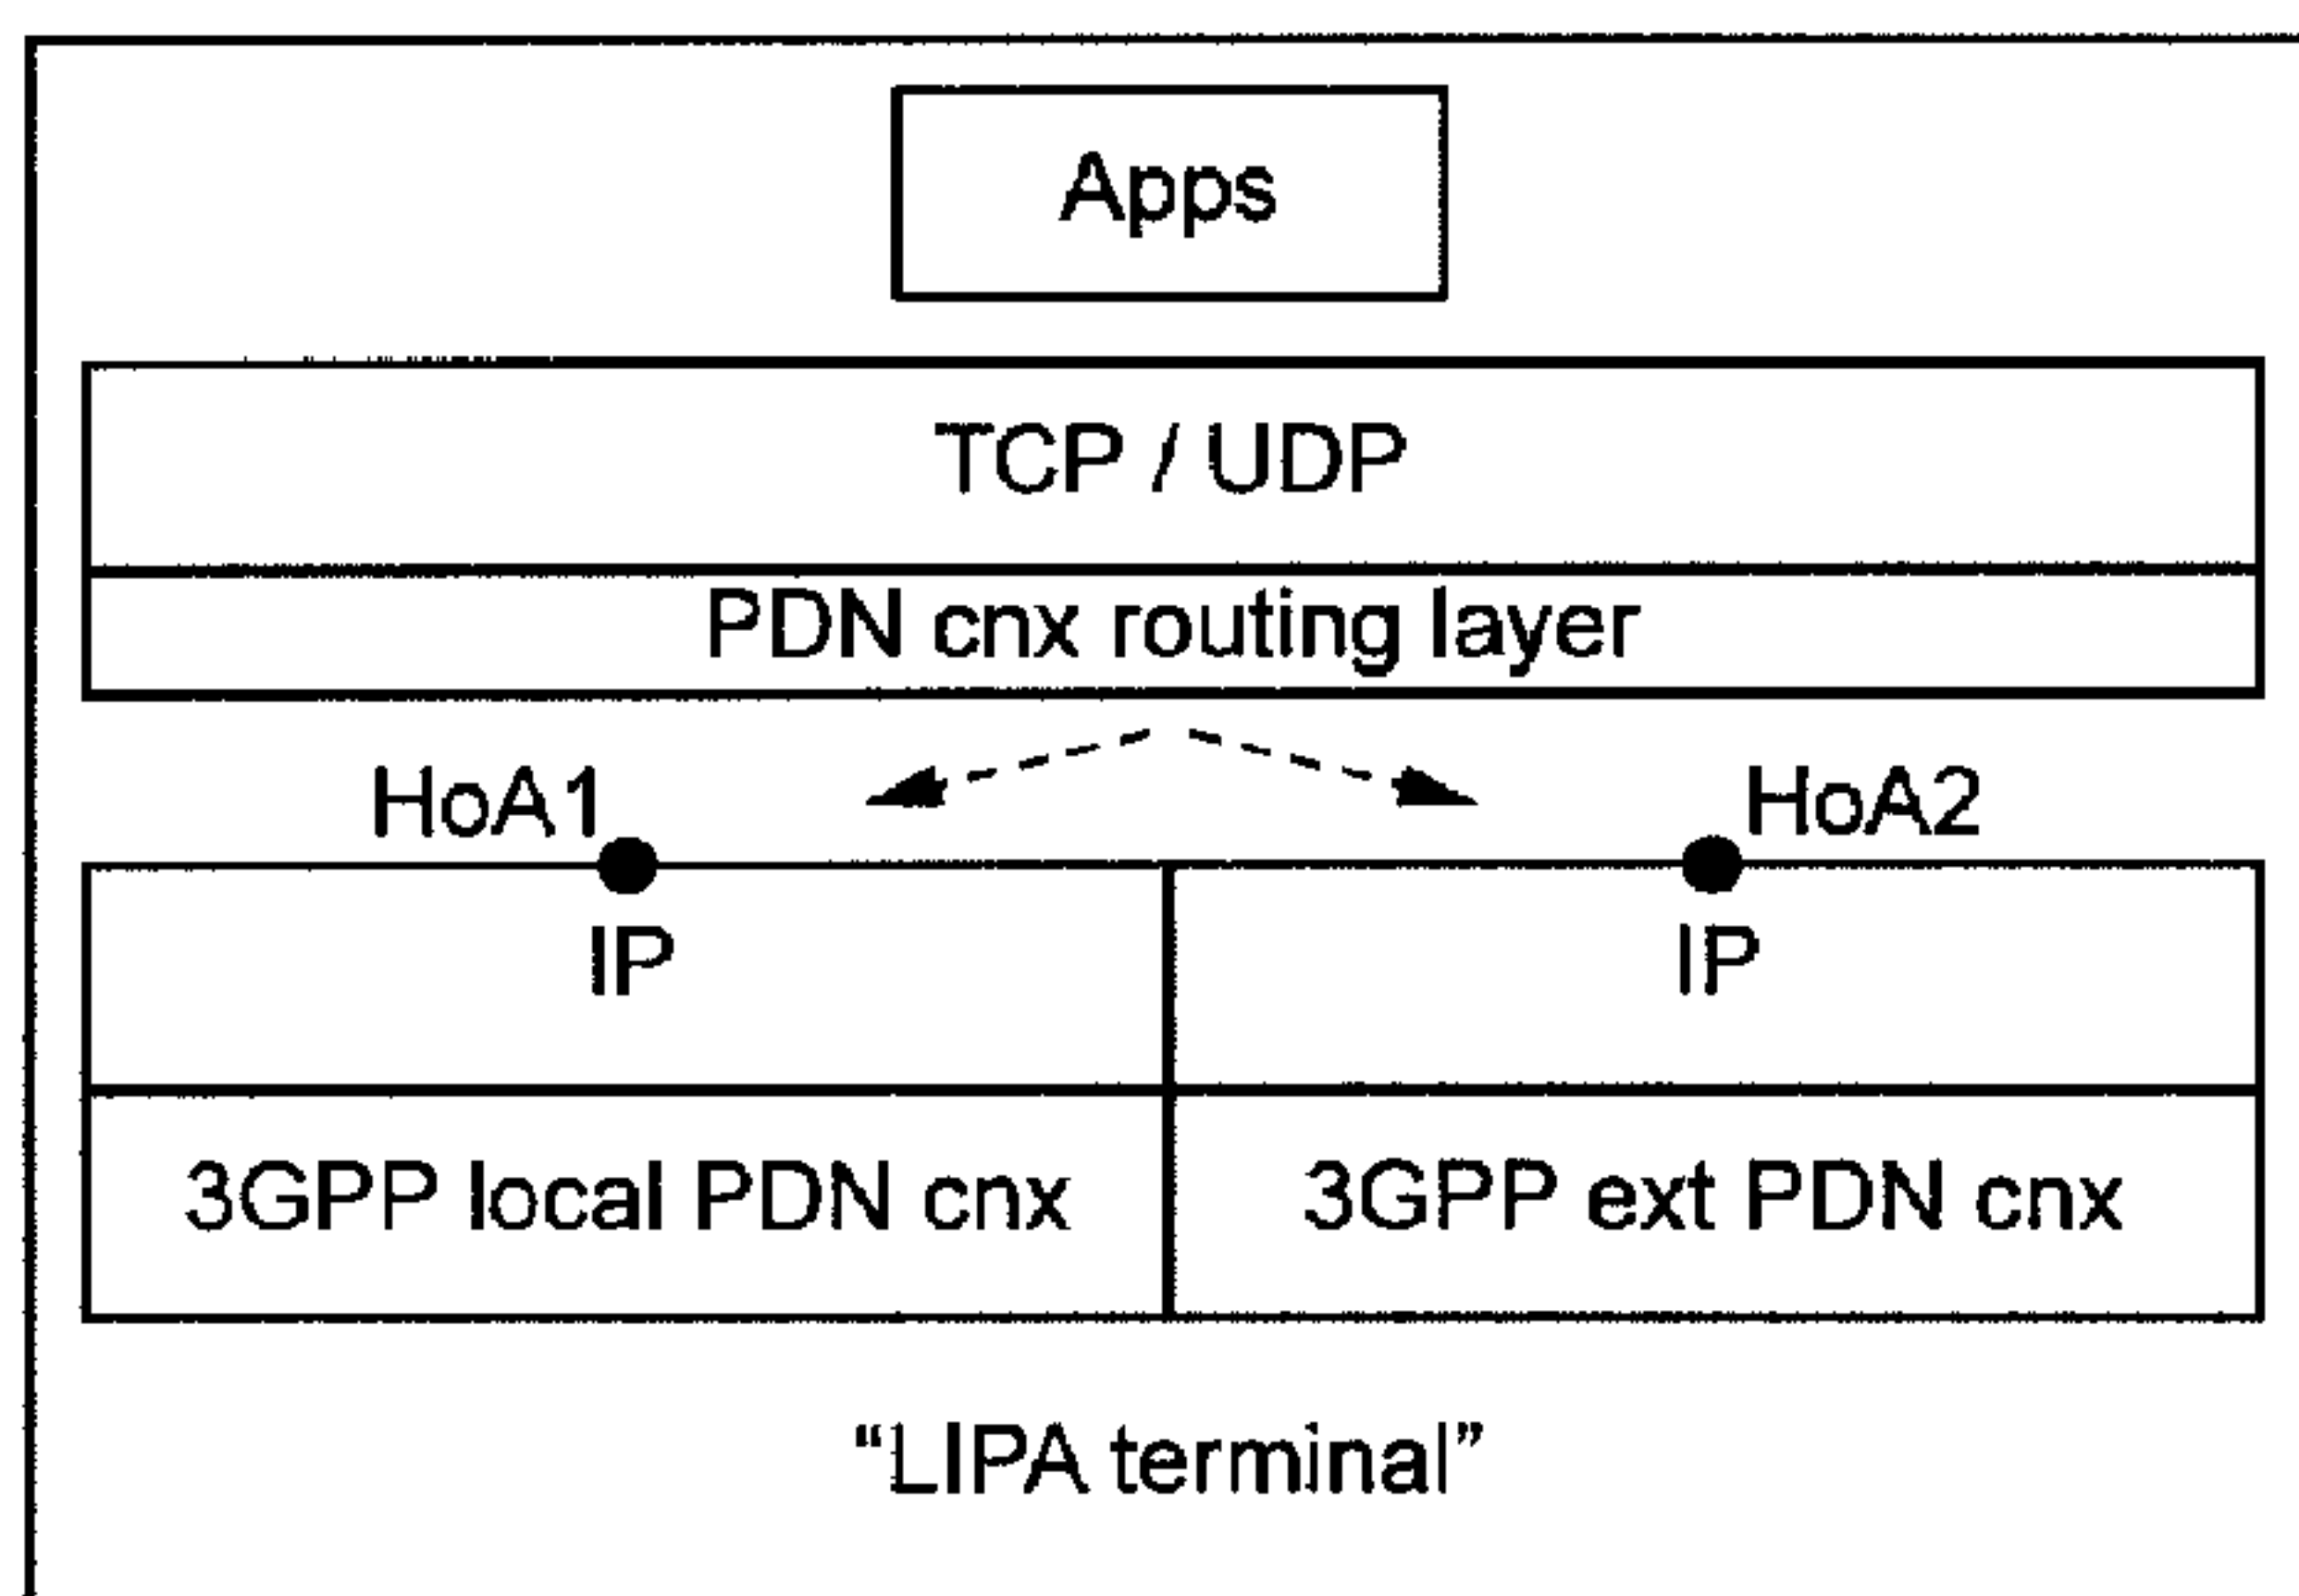 Apps
TCP / UDP
PDN cnx routing layer
HoA1
HoA2
IP
IP
3GPP local PDN cnx
3GPP ext PDN cnx
“LIPA terminal”